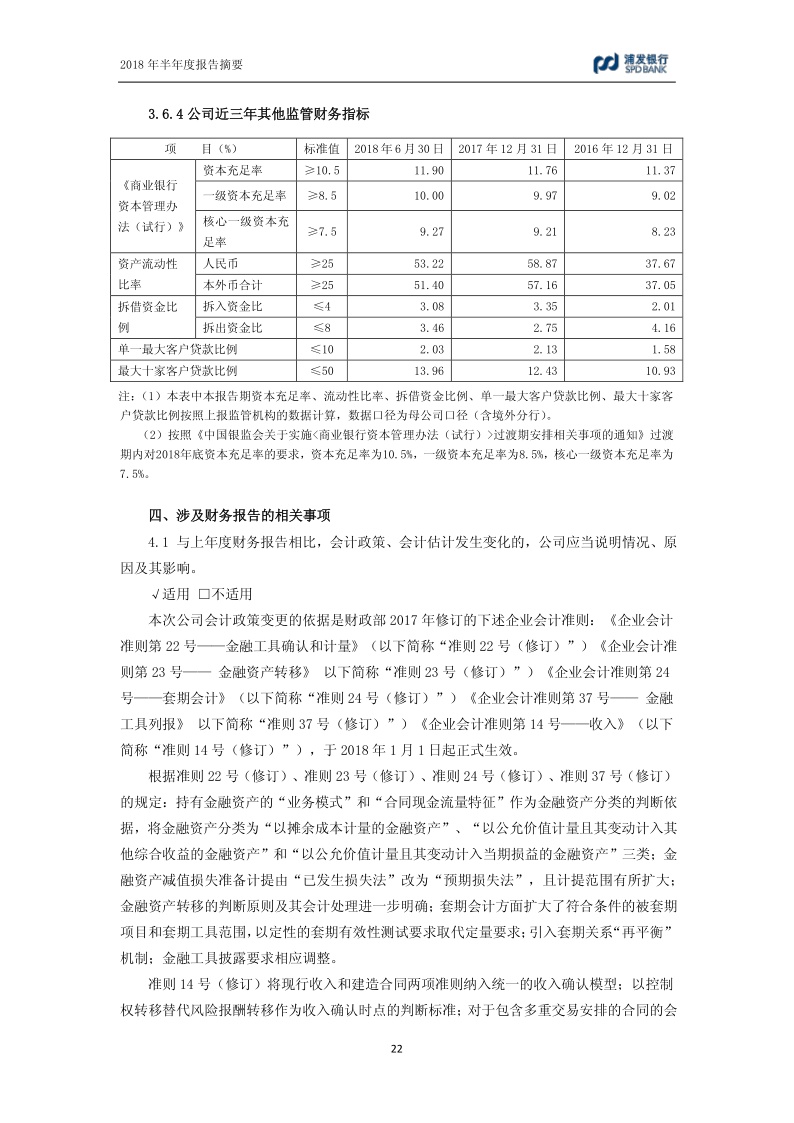 2018 年半年度报告摘要
浦发银行
SPD BANK
3.6.4 公司近三年其他监管财务指标
项 目（%） 标准值 2018 年 6 月 30 日 2017 年 12 月 31 日 2016 年 12 月 31 日
《商业银行资本管理办法（试行）》 资本充足率 ≥10.5 11.90 11.76 11.37
一级资本充足率 ≥8.5 10.00 9.97 9.02
核心一级资本充足率 ≥7.5 9.27 9.21 8.23
资产流动性比率 人民币 ≥25 53.22 58.87 37.67
本外币合计 ≥25 51.40 57.16 37.05
拆借资金比例 拆入资金比 ≤4 3.08 3.35 2.01
拆出资金比 ≤8 3.46 2.75 4.16
单一最大客户贷款比例 ≤10 2.03 2.13 1.58
最大十家客户贷款比例 ≤50 13.96 12.43 10.93
注：（1）本表中本报告期资本充足率、流动性比率、拆借资金比例、单一最大客户贷款比例、最大十家客
户贷款比例按照上报监管机构的数据计算，数据口径为母公司口径（含境外分行）。
（2）按照《中国银监会关于实施<商业银行资本管理办法（试行）>过渡期安排相关事项的通知》过渡
期内对2018年底资本充足率的要求，资本充足率为10.5%，一级资本充足率为8.5%，核心一级资本充足率为
7.5%。
四、涉及财务报告的相关事项
4.1 与上年度财务报告相比，会计政策、会计估计发生变化的，公司应当说明情况、原
因及其影响。
√适用 □不适用
本次公司会计政策变更的依据是财政部 2017 年修订的下述企业会计准则：《企业会计
准则第 22 号——金融工具确认和计量》（以下简称“准则 22 号（修订）”）《企业会计准
则第 23 号—— 金融资产转移》 以下简称“准则 23 号（修订）”）《企业会计准则第 24
号——套期会计》（以下简称“准则 24 号（修订）”）《企业会计准则第 37 号—— 金融
工具列报》 以下简称“准则 37 号（修订）”）《企业会计准则第 14 号——收入》（以下
简称“准则 14 号（修订）”），于 2018 年 1 月 1 日起正式生效。
根据准则 22 号（修订）、准则 23 号（修订）、准则 24 号（修订）、准则 37 号（修订）
的规定：持有金融资产的“业务模式”和“合同现金流量特征”作为金融资产分类的判断依
据，将金融资产分类为“以摊余成本计量的金融资产”、“以公允价值计量且其变动计入其
他综合收益的金融资产”和“以公允价值计量且其变动计入当期损益的金融资产”三类；金
融资产减值损失准备计提由“已发生损失法”改为“预期损失法”，且计提范围有所扩大；
金融资产转移的判断原则及其会计处理进一步明确；套期会计方面扩大了符合条件的被套期
项目和套期工具范围，以定性的套期有效性测试要求取代定量要求；引入套期关系“再平衡”
机制；金融工具披露要求相应调整。
准则 14 号（修订）将现行收入和建造合同两项准则纳入统一的收入确认模型；以控制
权转移替代风险报酬转移作为收入确认时点的判断标准；对于包含多重交易安排的合同的会
22